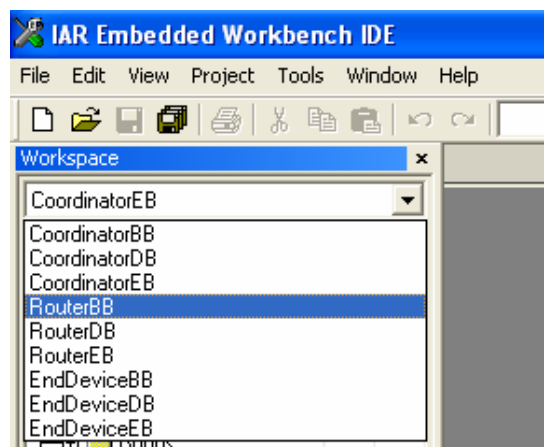 IAR Embedded Workbench IDE
File Edit View Project Tools Window Help
Workspace
CoordinatorEB
CoordinatorBB
CoordinatorDB
CoordinatorEB
RouterBB
RouterDB
RouterEB
EndDeviceBB
EndDeviceDB
EndDeviceEB